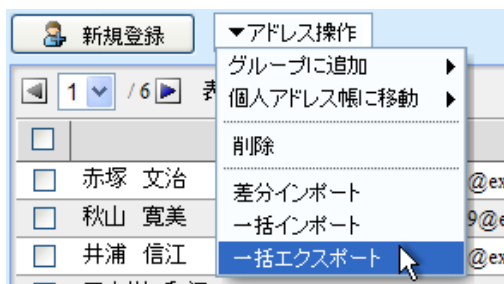 新規登録 ▼アドレス操作
グループに追加
1 / 6 個人アドレス帳に移動
削除
赤塚 文治 差分インポート @ex
秋山 寛美 一括インポート 9@e
井浦 信江 一括エクスポート @ex